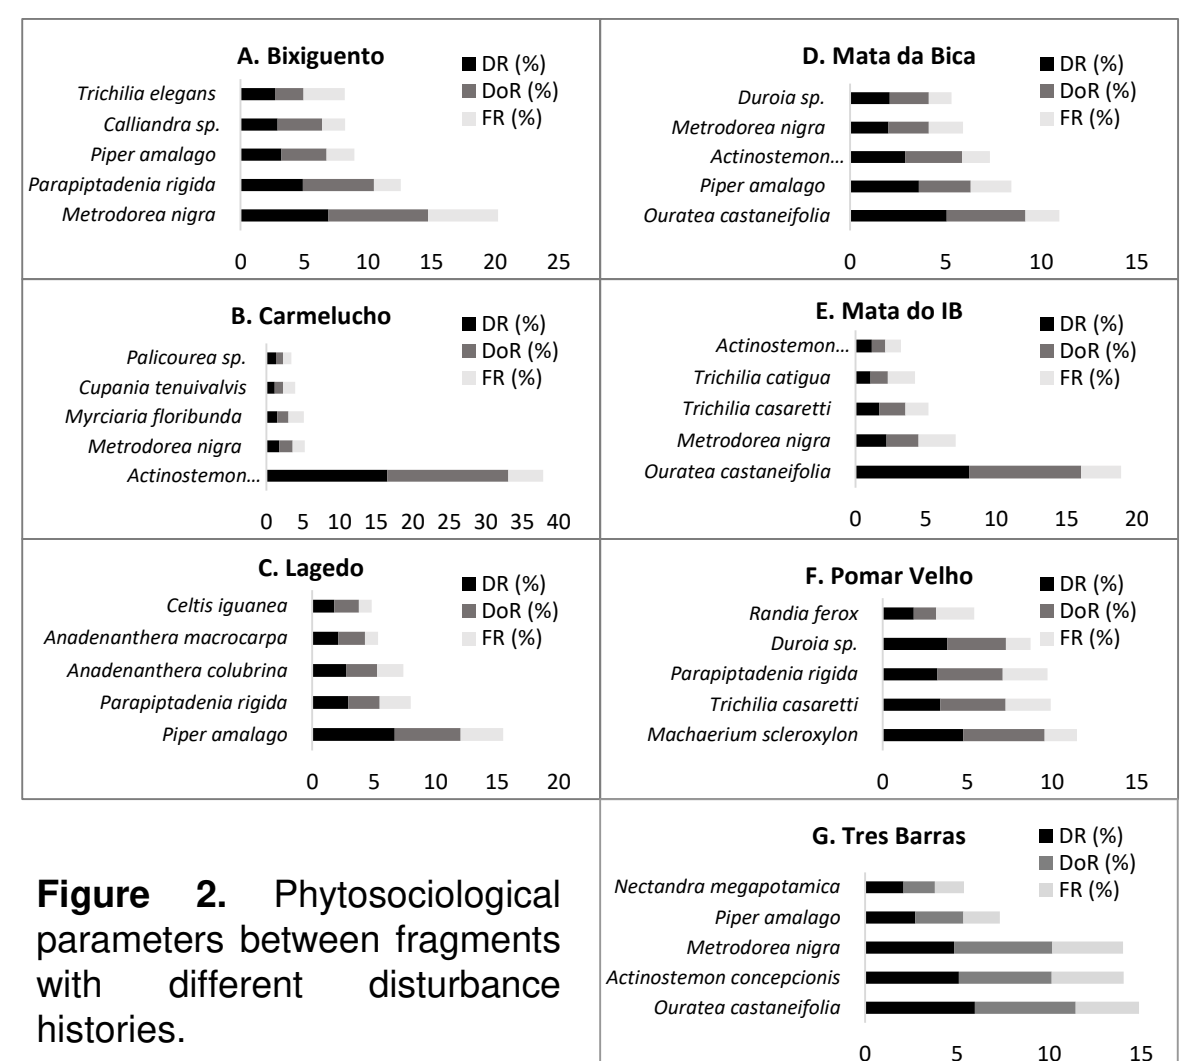 A. Bixiguento
DR (%)
DoR (%)
FR (%)
Trichilia elegans
Calliandra sp.
Piper amalago
Parapiptadenia rigida
Metrodorea nigra
0 5 10 15 20 25
D. Mata da Bica
DR (%)
DoR (%)
FR (%)
Duroia sp.
Metrodorea nigra
Actinostemon...
Piper amalago
Ouratea castaneifolia
0 5 10 15
B. Carmelucho
DR (%)
DoR (%)
FR (%)
Palicourea sp.
Cupania tenuivalvis
Myrciaria floribunda
Metrodorea nigra
Actinostemon...
0 5 10 15 20 25 30 35 40
E. Mata do IB
DR (%)
DoR (%)
FR (%)
Actinostemon...
Trichilia catigua
Trichilia casaretti
Metrodorea nigra
Ouratea castaneifolia
0 5 10 15 20
C. Lagedo
DR (%)
DoR (%)
FR (%)
Celtis iguanea
Anadenanthera macrocarpa
Anadenanthera colubrina
Parapiptadenia rigida
Piper amalago
0 5 10 15 20
F. Pomar Velho
DR (%)
DoR (%)
FR (%)
Randia ferox
Duroia sp.
Parapiptadenia rigida
Trichilia casaretti
Machaerium scleroxylon
0 5 10 15
G. Tres Barras
DR (%)
DoR (%)
FR (%)
Nectandra megapotamica
Piper amalago
Metrodorea nigra
Actinostemon concepcionis
Ouratea castaneifolia
0 5 10 15
Figure 2. Phytosociological
parameters between fragments
with different disturbance
histories.